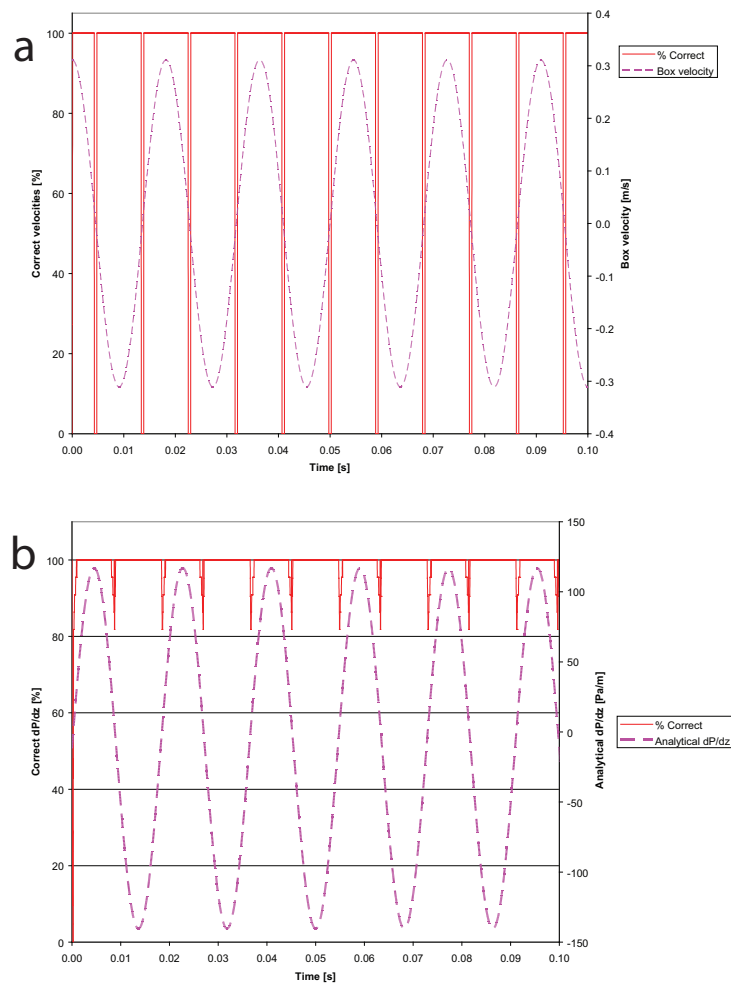 a
100
80
60
40
20
0
Correct velocities [%]
0.4
0.3
0.2
0.1
0.0
-0.1
-0.2
-0.3
-0.4
Box velocity [m/s]
0.00 0.01 0.02 0.03 0.04 0.05 0.06 0.07 0.08 0.09 0.10
Time [s]
% Correct
Box velocity
b
100
80
60
40
20
0
Correct dP/dz [%]
150
100
50
0
-50
-100
-150
Analytical dP/dz [Pa/m]
0.00 0.01 0.02 0.03 0.04 0.05 0.06 0.07 0.08 0.09 0.10
Time [s]
% Correct
Analytical dP/dz